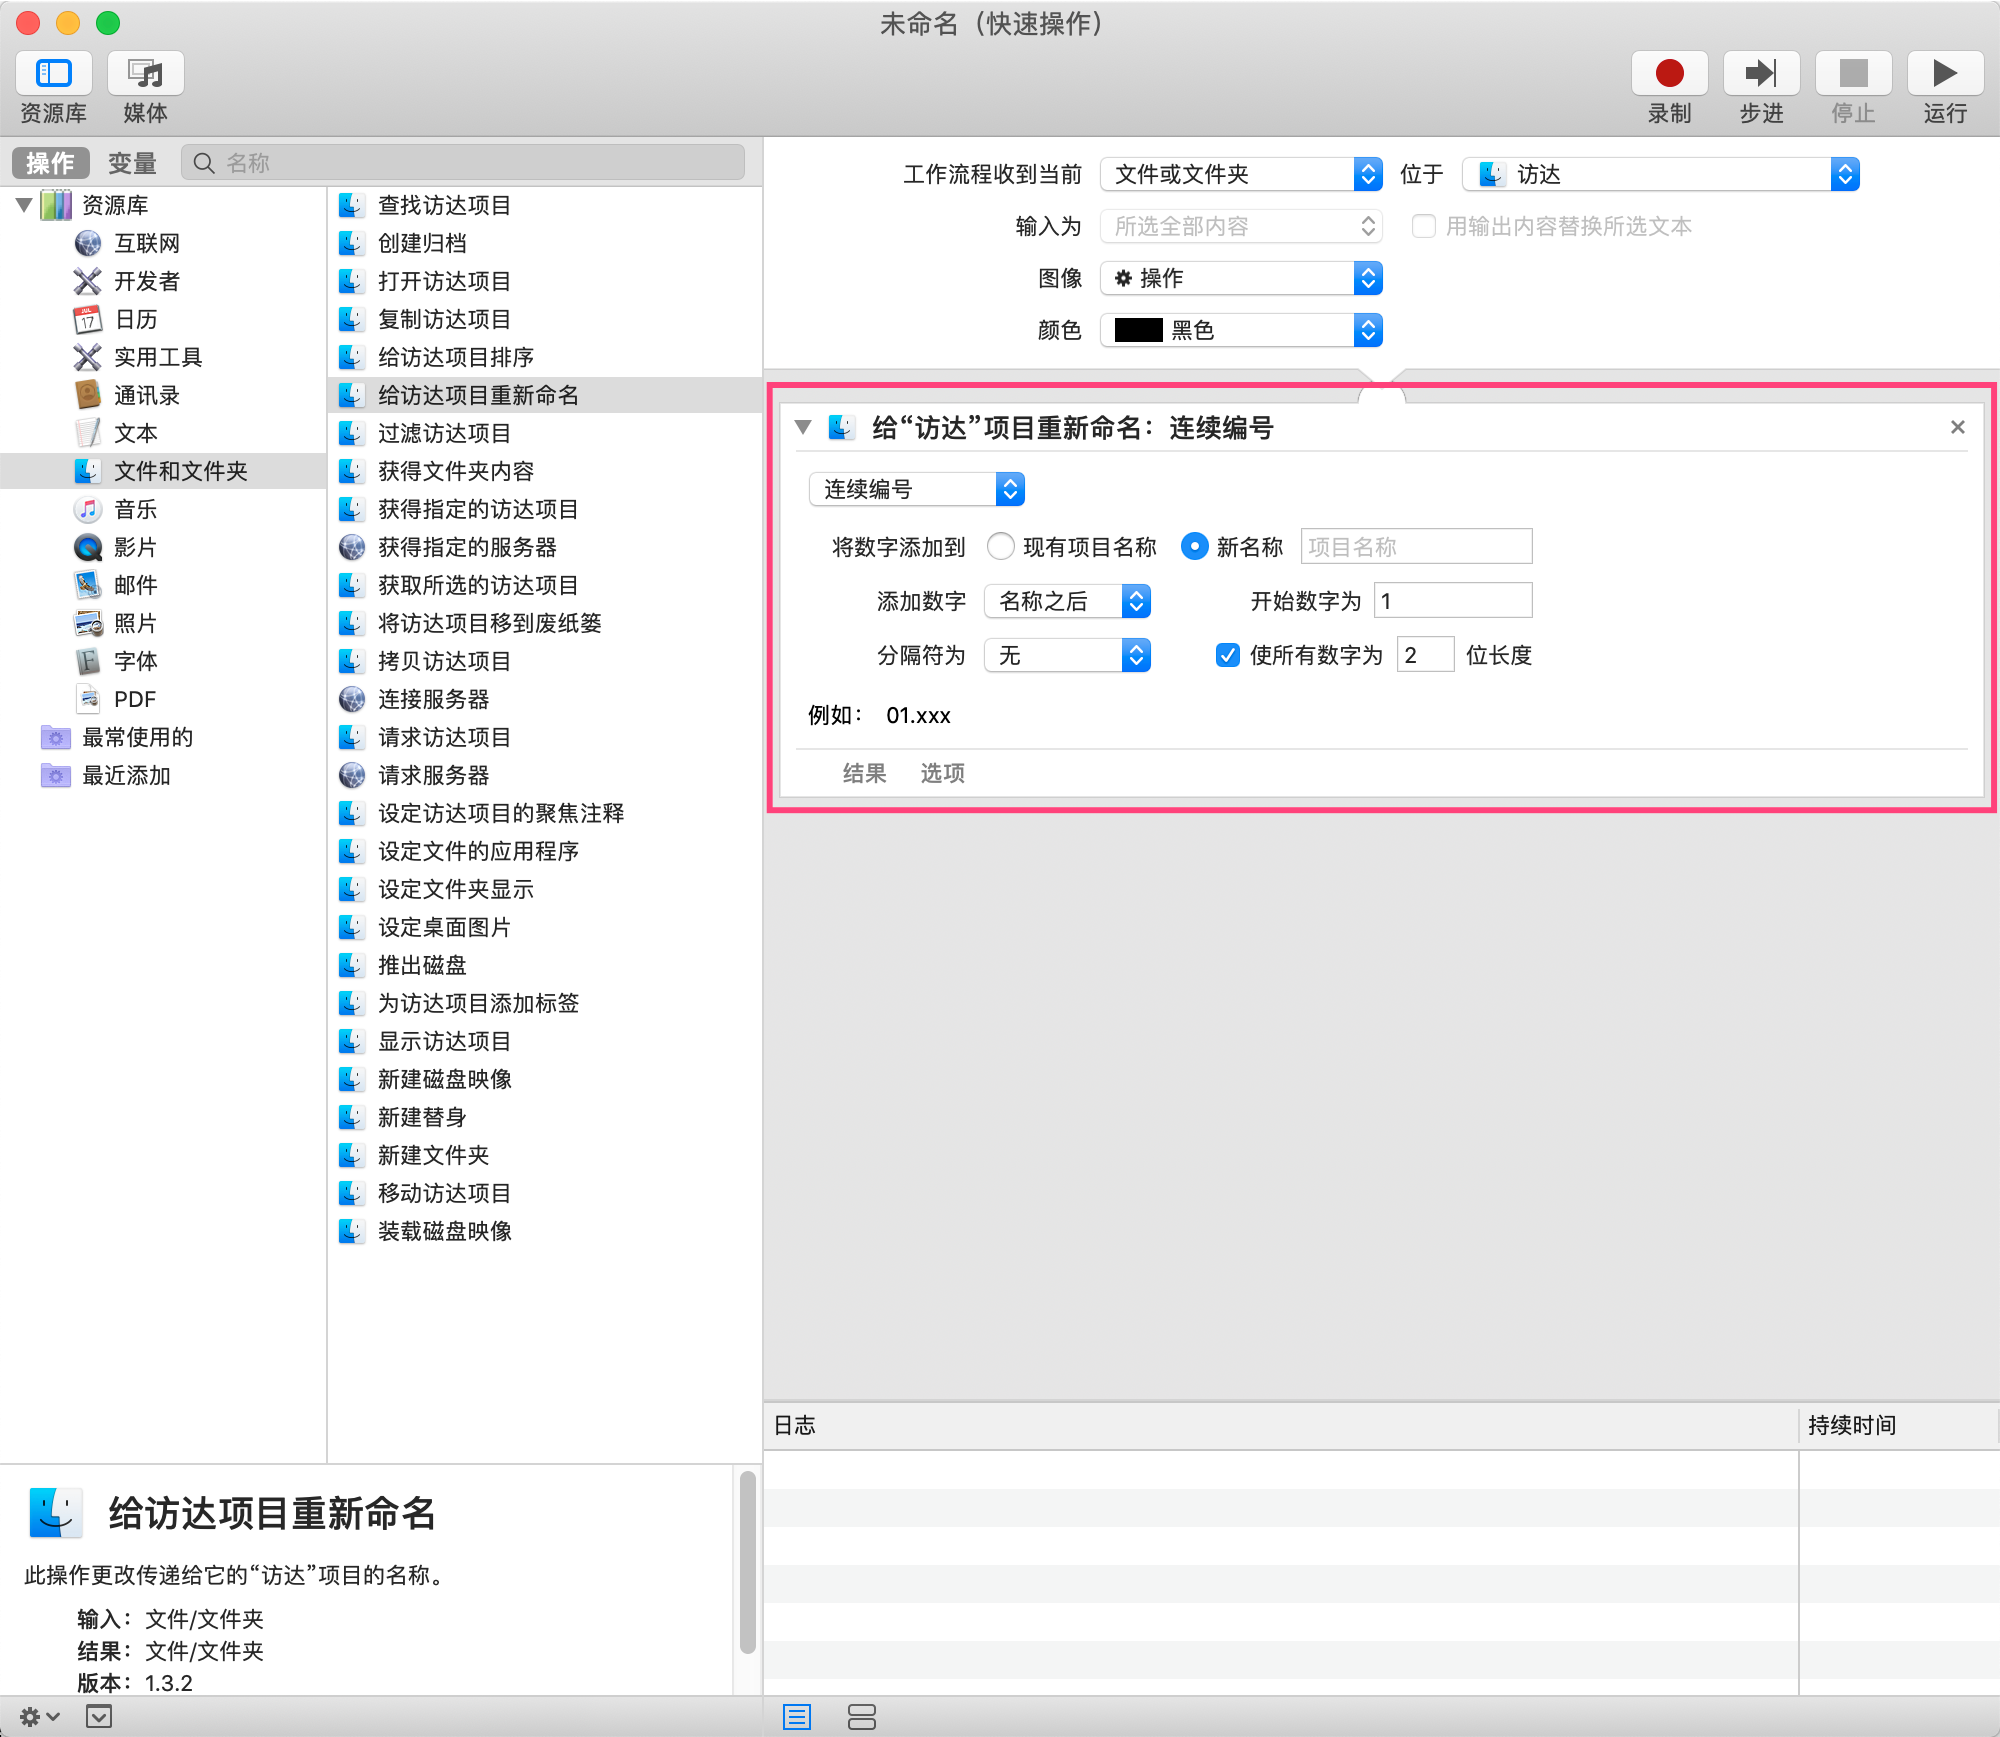 未命名（快速操作）
资源库
媒体
录制
步进
停止
运行
操作
变量
名称
资源库
互联网
开发者
日历
实用工具
通讯录
文本
文件和文件夹
音乐
影片
邮件
照片
字体
PDF
最常使用的
最近添加
查找访达项目
创建归档
打开访达项目
复制访达项目
给访达项目排序
给访达项目重新命名
过滤访达项目
获得文件夹内容
获得指定的访达项目
获得指定的服务器
获取所选的访达项目
将访达项目移到废纸篓
拷贝访达项目
连接服务器
请求访达项目
请求服务器
设定访达项目的聚焦注释
设定文件的应用程序
设定文件夹显示
设定桌面图片
推出磁盘
为访达项目添加标签
显示访达项目
新建磁盘映像
新建替身
新建文件夹
移动访达项目
装载磁盘映像
工作流程收到当前 文件或文件夹 位于 访达
输入为 所选全部内容 用输出内容替换所选文本
图像 操作
颜色 黑色
给“访达”项目重新命名：连续编号
连续编号
将数字添加到 现有项目名称 新名称 项目名称
添加数字 名称之后 开始数字为 1
分隔符为 无 使所有数字为 2 位长度
例如： 01.xxx
结果 选项
日志 持续时间
给访达项目重新命名
此操作更改传递给它的“访达”项目的名称。
输入： 文件/文件夹
结果： 文件/文件夹
版本： 1.3.2